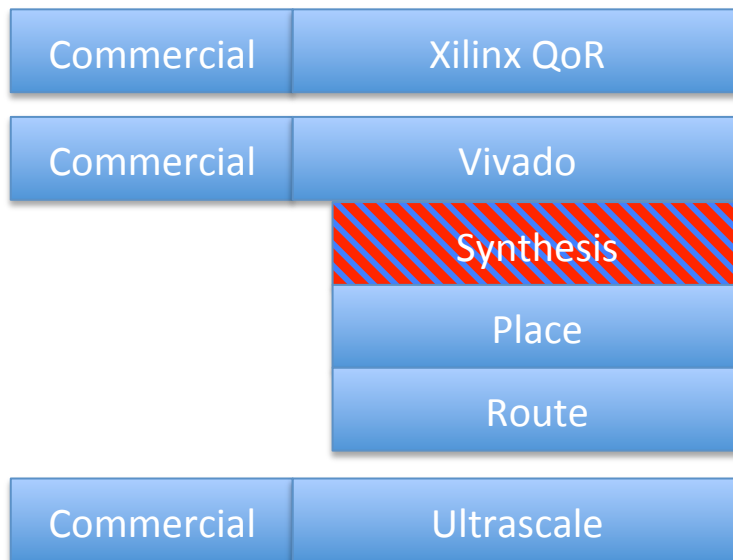 Commercial Xilinx QoR
Commercial Vivado
Synthesis
Place
Route
Commercial Ultrascale